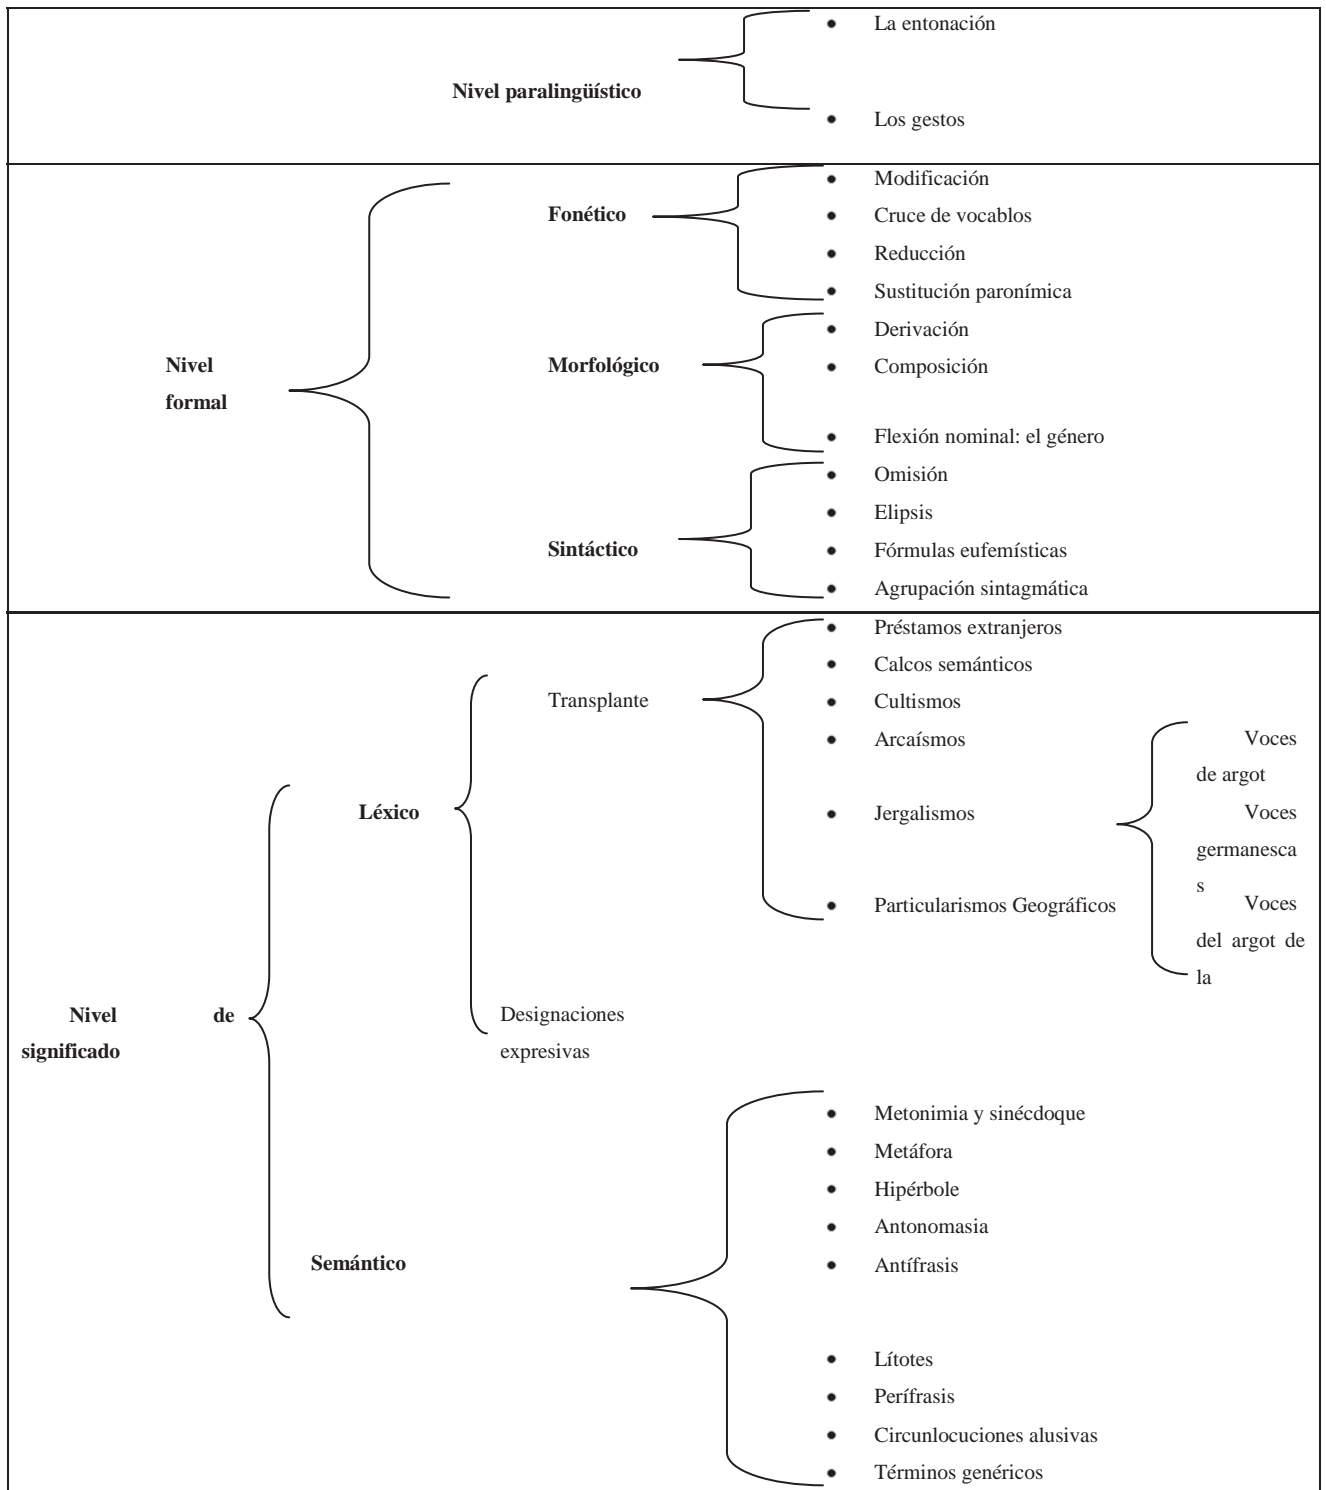 La entonación
Nivel paralingüístico
Los gestos
Modificación
Fonético
Cruce de vocablos
Reducción
Sustitución paronímica
Derivación
Nivel
formal
Morfológico
Composición
Flexión nominal: el género
Omisión
Elipsis
Sintáctico
Fórmulas eufemísticas
Agrupación sintagmática
Préstamos extranjeros
Calcos semánticos
Transplante
Cultismos
Arcaísmos
Voces
de argot
Léxico
Jergalismos
Voces
germanesca
s
Particularismos Geográficos
Voces
del argot de
la
Nivel de
significado
Designaciones
expresivas
Metonimia y sinécdoque
Metáfora
Hipérbole
Antonomasia
Semántico
Antífrasis
Lítotes
Perífrasis
Circunlocuciones alusivas
Términos genéricos